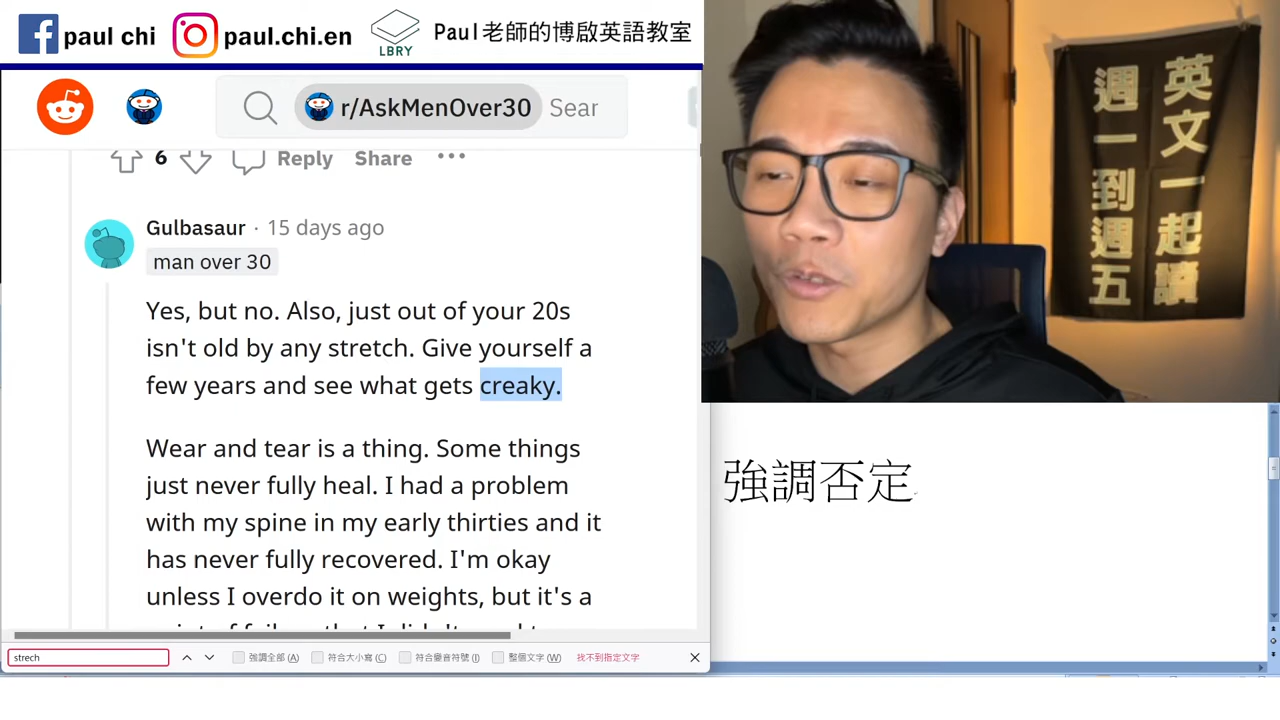 paul chi
paul.chi.en
LBRY
Paul老師的博啟英語教室
r/AskMenOver30
Sear
6
Reply
Share
Gulbasaur · 15 days ago
man over 30
Yes, but no. Also, just out of your 20s
isn't old by any stretch. Give yourself a
few years and see what gets creaky.
Wear and tear is a thing. Some things
just never fully heal. I had a problem
with my spine in my early thirties and it
has never fully recovered. I'm okay
unless I overdo it on weights, but it's a
strech
強調全部 (A)
符合大小寫 (C)
符合變音符號 (I)
整個文字 (W)
找不到指定文字
英文一起讀
週一到週五
強調否定